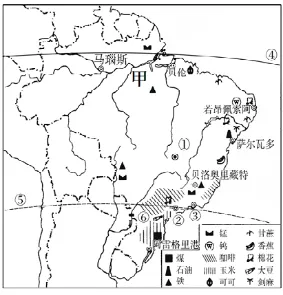 马瑙斯
甲
贝伦
④
若昂佩索阿
萨尔瓦多
①
贝洛奥里藏特
⑤
⑥
②
③
阿雷格里港
锰
甘蔗
钨
香蕉
煤
咖啡
棉花
石油
玉米
大豆
铁
可可
剑麻